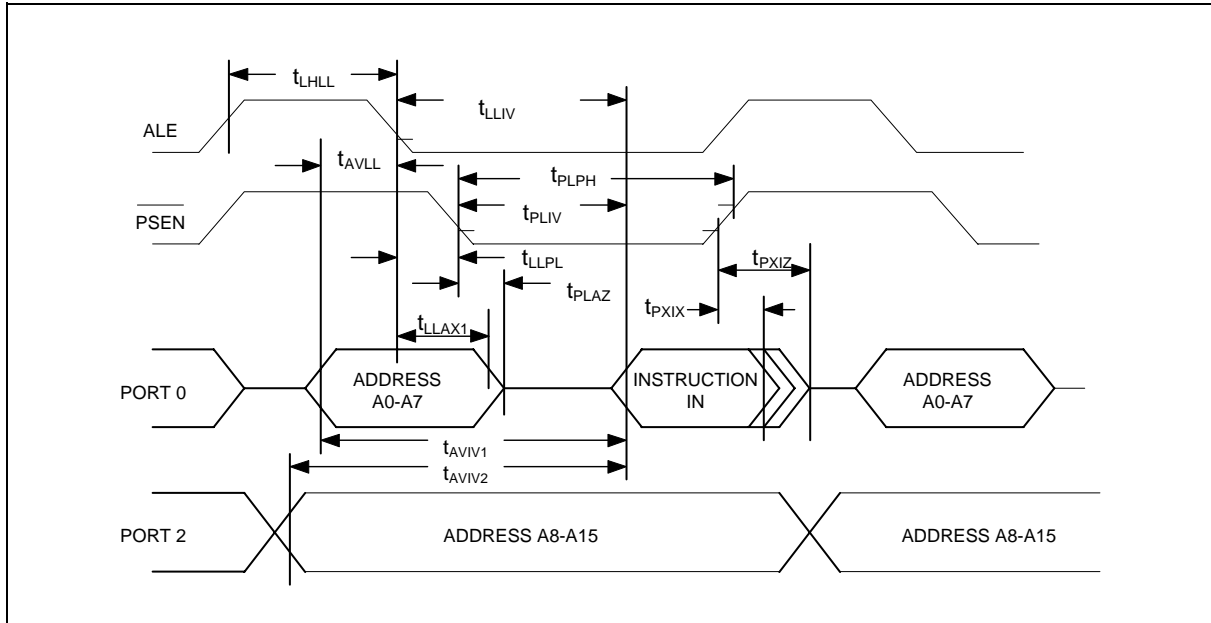 tLHLL
tLLIV
ALE
tAVLL
tPLPH
PSEN
tPLIV
tLLPL
tPXIZ
tPLAZ
tPXIX
tLLAX1
PORT 0
ADDRESS
A0-A7
INSTRUCTION
IN
ADDRESS
A0-A7
tAVIV1
tAVIV2
PORT 2
ADDRESS A8-A15
ADDRESS A8-A15